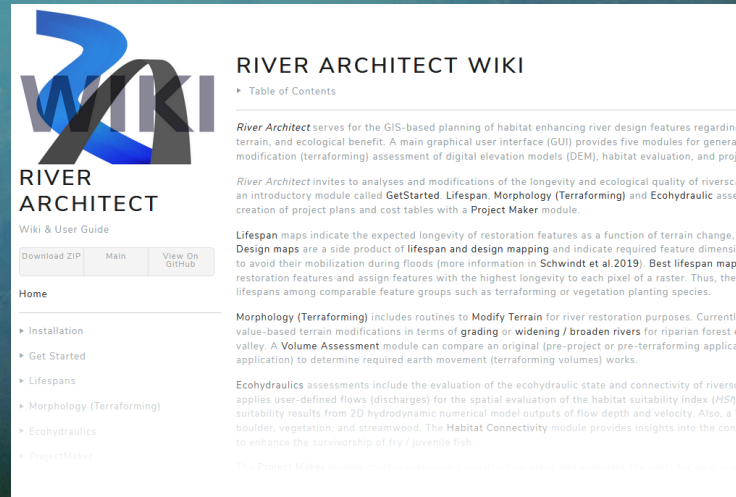 WIKI
RIVER
ARCHITECT
Wiki & User Guide
Download ZIP
Main
View On
GitHub
Home
Installation
Get Started
Lifespans
Morphology (Terraforming)
Ecohydraulics
ProjectMaker
RIVER ARCHITECT WIKI
Table of Contents
River Architect serves for the GIS-based planning of habitat enhancing river design features regardin
terrain, and ecological benefit. A main graphical user interface (GUI) provides five modules for genera
modification (terraforming) assessment of digital elevation models (DEM), habitat evaluation, and proj
River Architect invites to analyses and modifications of the longevity and ecological quality of riversca
an introductory module called GetStarted. Lifespan, Morphology (Terraforming) and Ecohydraulic asse
creation of project plans and cost tables with a Project Maker module.
Lifespan maps indicate the expected longevity of restoration features as a function of terrain change,
Design maps are a side product of lifespan and design mapping and indicate required feature dimensi
to avoid their mobilization during floods (more information in Schwindt et al.2019). Best lifespan map
restoration features and assign features with the highest longevity to each pixel of a raster. Thus, the
lifespans among comparable feature groups such as terraforming or vegetation planting species.
Morphology (Terraforming) includes routines to Modify Terrain for river restoration purposes. Currentl
value-based terrain modifications in terms of grading or widening / broaden rivers for riparian forest e
valley. A Volume Assessment module can compare an original (pre-project or pre-terraforming applica
application) to determine required earth movement (terraforming volumes) works.
Ecohydraulics assessments include the evaluation of the ecohydraulic state and connectivity of riversc
applies user-defined flows (discharges) for the spatial evaluation of the habitat suitability index (HSI)
suitability results from 2D hydrodynamic numerical model outputs of flow depth and velocity. Also, a
boulder, vegetation, and streamwood. The Habitat Connectivity module provides insights into the con
to enhance the survivorship of fry / juvenile fish.
The Project Maker